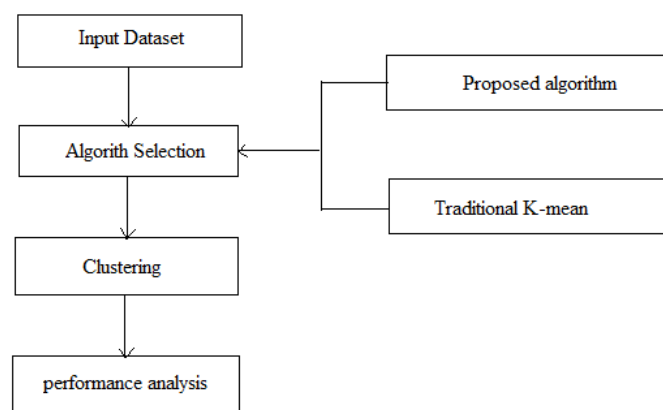 Input Dataset
Proposed algorithm
Algorith Selection
Traditional K-mean
Clustering
performance analysis